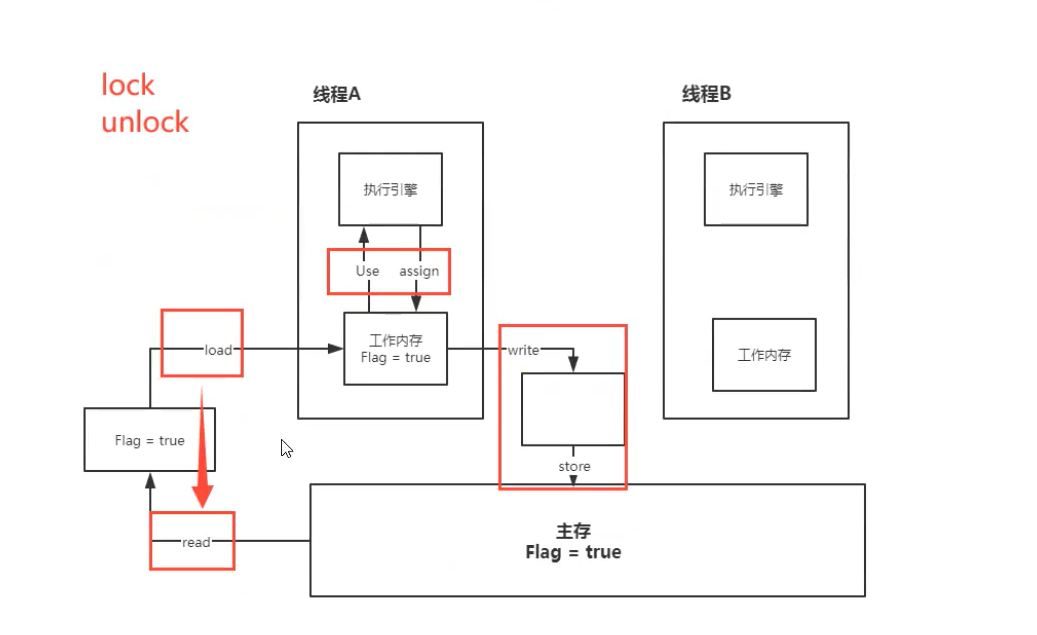 lock
unlock
线程A
线程B
执行引擎
执行引擎
Use
assign
工作内存
Flag = true
工作内存
load
write
Flag = true
store
read
主存
Flag = true